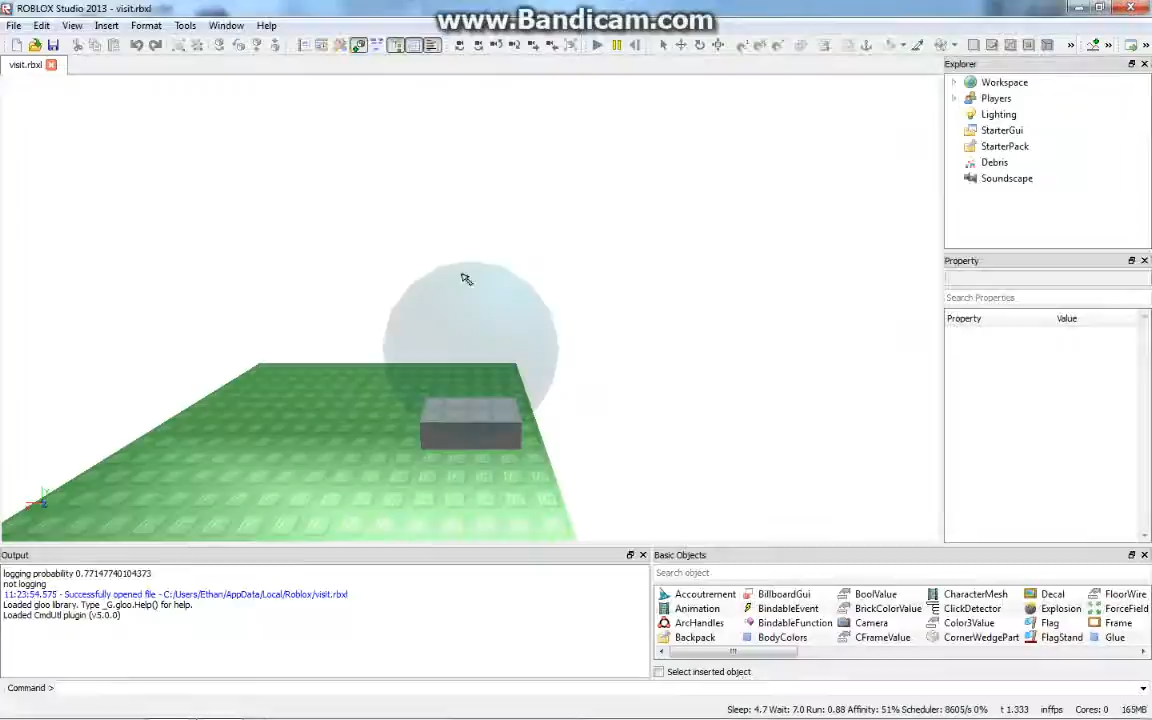 ROBLOX Studio 2013 - visit.rbxl
www.Bandicam.com
File Edit View Insert Format Tools Window Help
visit.rbxl
Explorer
Workspace
Players
Lighting
StarterGui
StarterPack
Debris
Soundscape
Property
Search Properties
Property Value
Output
logging probability 0.77147740104373
not logging
11:23:54.575 - Successfully opened file - C:/Users/Ethan/AppData/Local/Roblox/visit.rbxl
Loaded gloo library. Type _G.gloo.Help() for help.
Loaded CmdUtl plugin (v5.0.0)
Basic Objects
Search object
Accoutrement BillboardGui BoolValue CharacterMesh Decal FloorWire
Animation BindableEvent BrickColorValue ClickDetector Explosion ForceField
ArcHandles BindableFunction Camera Color3Value Flag Frame
Backpack BodyColors CFrameValue CornerWedgePart FlagStand Glue
Select inserted object
Command >
Sleep: 4.7 Wait: 7.0 Run: 0.88 Affinity: 51% Scheduler: 8605/s 0% t 1.333 inffps Cores: 0 165MB